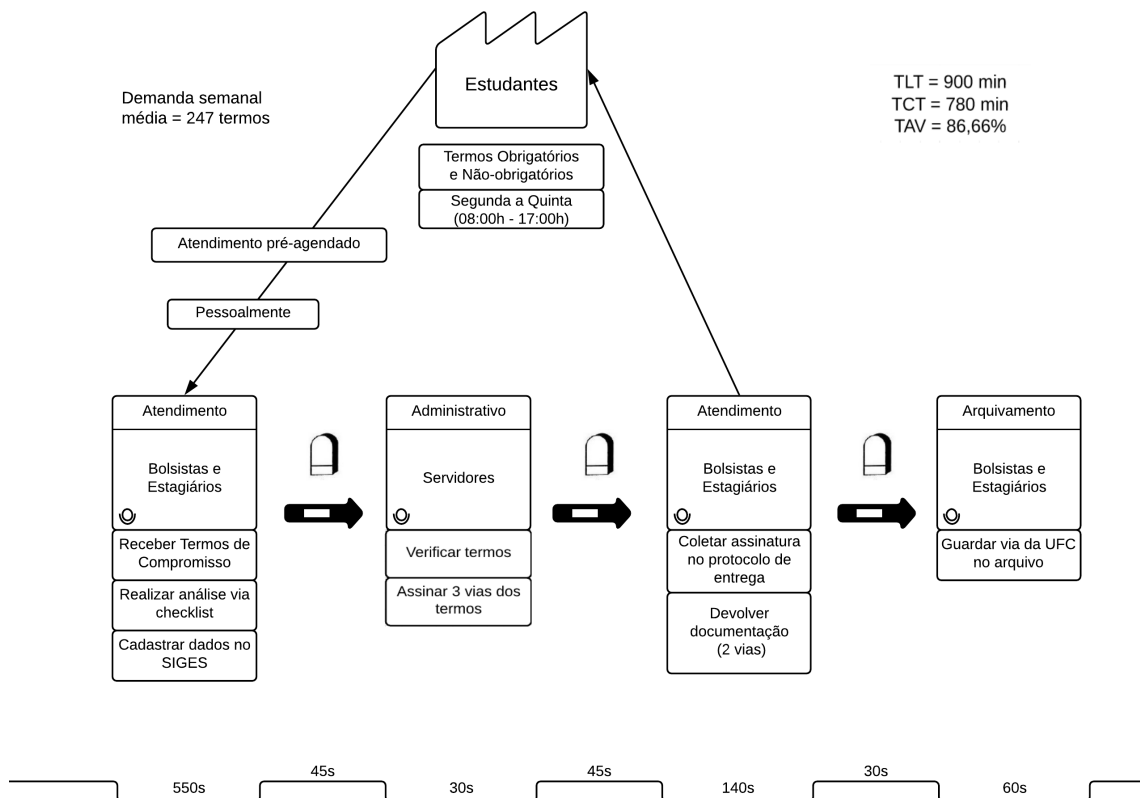 Estudantes
Demanda semanal
média = 247 termos
TLT = 900 min
TCT = 780 min
TAV = 86,66%
Termos Obrigatórios
e Não-obrigatórios
Segunda a Quinta
(08:00h - 17:00h)
Atendimento pré-agendado
Pessoalmente
Atendimento
Bolsistas e
Estagiários
Receber Termos de
Compromisso
Realizar análise via
checklist
Cadastrar dados no
SIGES
Administrativo
Servidores
Verificar termos
Assinar 3 vias dos
termos
Atendimento
Bolsistas e
Estagiários
Coletar assinatura
no protocolo de
entrega
Devolver
documentação
(2 vias)
Arquivamento
Bolsistas e
Estagiários
Guardar via da UFC
no arquivo
550s
45s
30s
45s
140s
30s
60s